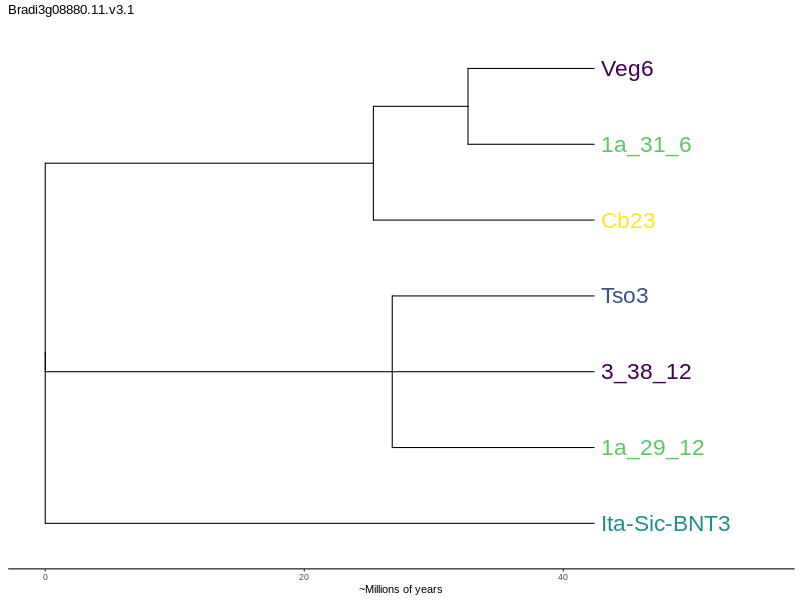 Bradi3g08880.11.v3.1
Veg6
1a_31_6
Cb23
Tso3
3_38_12
1a_29_12
Ita-Sic-BNT3
0 20 40
~Millions of years